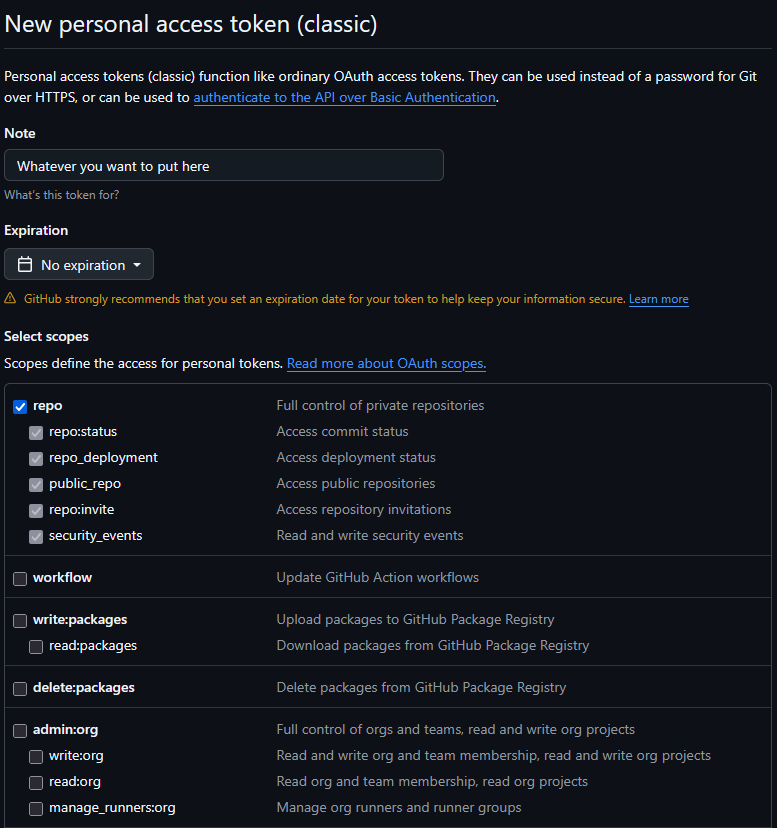 New personal access token (classic)
Personal access tokens (classic) function like ordinary OAuth access tokens. They can be used instead of a password for Git
over HTTPS, or can be used to authenticate to the API over Basic Authentication.
Note
Whatever you want to put here
What's this token for?
Expiration
No expiration
GitHub strongly recommends that you set an expiration date for your token to help keep your information secure. Learn more
Select scopes
Scopes define the access for personal tokens. Read more about OAuth scopes.
repo Full control of private repositories
repo:status Access commit status
repo_deployment Access deployment status
public_repo Access public repositories
repo:invite Access repository invitations
security_events Read and write security events
workflow Update GitHub Action workflows
write:packages Upload packages to GitHub Package Registry
read:packages Download packages from GitHub Package Registry
delete:packages Delete packages from GitHub Package Registry
admin:org Full control of orgs and teams, read and write org projects
write:org Read and write org and team membership, read and write org projects
read:org Read org and team membership, read org projects
manage_runners:org Manage org runners and runner groups